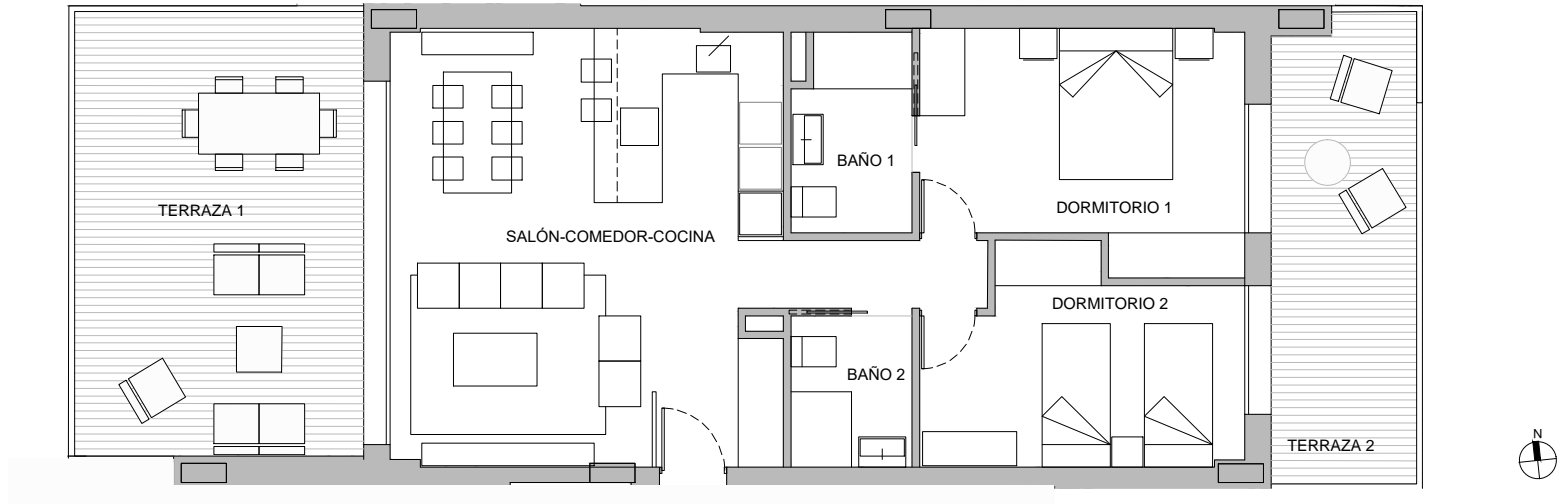 BAÑO 1
TERRAZA 1
DORMITORIO 1
SALÓN-COMEDOR-COCINA
DORMITORIO 2
BAÑO 2
TERRAZA 2
N